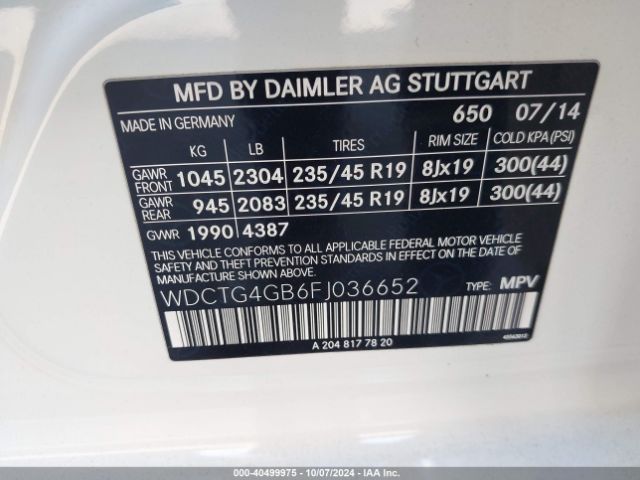 MFD BY DAIMLER AG STUTTGART
MADE IN GERMANY 650 07/14
KG LB TIRES RIM SIZE COLD KPA(PSI)
GAWR FRONT 1045 2304 235/45 R19 8Jx19 300(44)
GAWR REAR 945 2083 235/45 R19 8Jx19 300(44)
GVWR 1990 4387
THIS VEHICLE CONFORMS TO ALL APPLICABLE FEDERAL MOTOR VEHICLE
SAFETY AND THEFT PREVENTION STANDARDS IN EFFECT ON THE DATE OF
MANUFACTURE SHOWN ABOVE.
WDCTG4GB6FJ036652 TYPE: MPV
A 204 817 78 20
000-40499975 - 10/07/2024 - IAA, Inc.